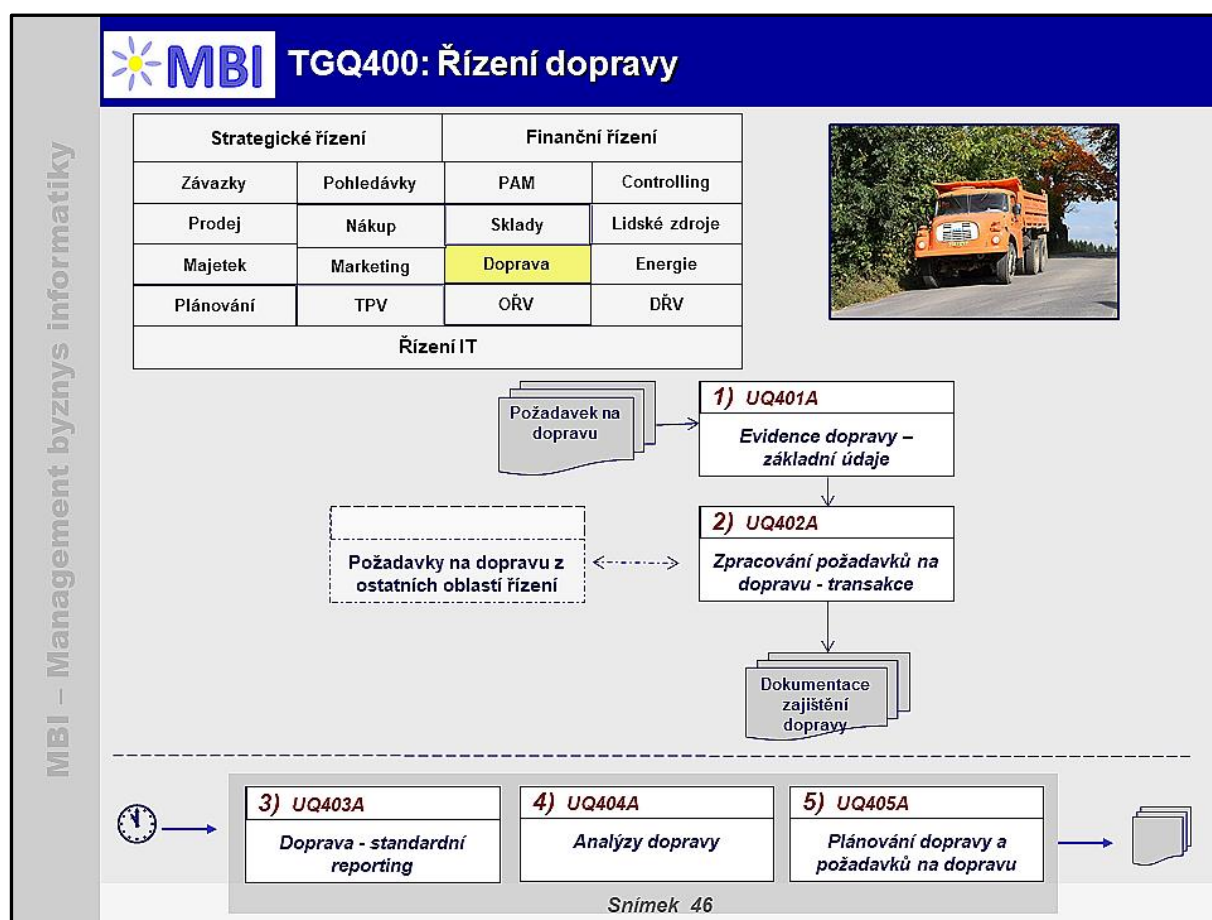 MBI – Management byznys informatiky
MBI
TGQ400: Řízení dopravy
Strategické řízení
Finanční řízení
Závazky
Pohledávky
PAM
Controlling
Prodej
Nákup
Sklady
Lidské zdroje
Majetek
Marketing
Doprava
Energie
Plánování
TPV
OŘV
DŘV
Řízení IT
Požadavek na
dopravu
1) UQ401A
Evidence dopravy –
základní údaje
2) UQ402A
Zpracování požadavků na
dopravu - transakce
Požadavky na dopravu z
ostatních oblastí řízení
Dokumentace
zajištění
dopravy
3) UQ403A
Doprava - standardní
reporting
4) UQ404A
Analýzy dopravy
5) UQ405A
Plánování dopravy a
požadavků na dopravu
Snímek 46